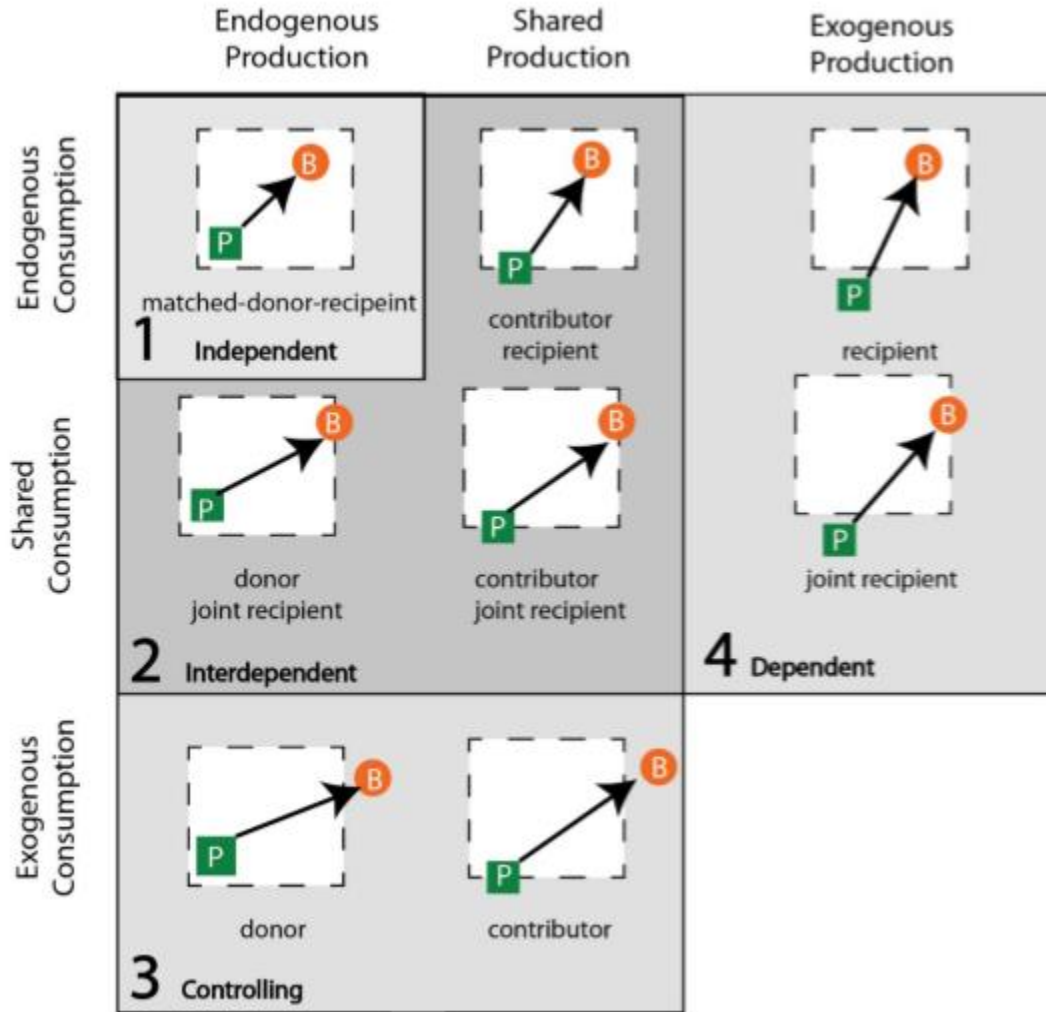 Endogenous
Production
Shared
Production
Exogenous
Production
Endogenous
Consumption
P
B
matched-donor-recipeint
1 Independent
P
B
contributor
recipient
P
B
recipient
Shared
Consumption
P
B
donor
joint recipient
P
B
contributor
joint recipient
P
B
joint recipient
2 Interdependent
4 Dependent
Exogenous
Consumption
P
B
donor
P
B
contributor
3 Controlling